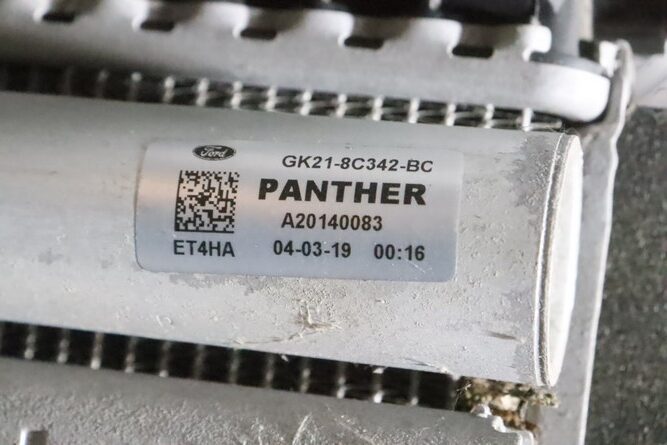 Ford
GK21-8C342-BC
PANTHER
A20140083
ET4HA 04-03-19 00:16